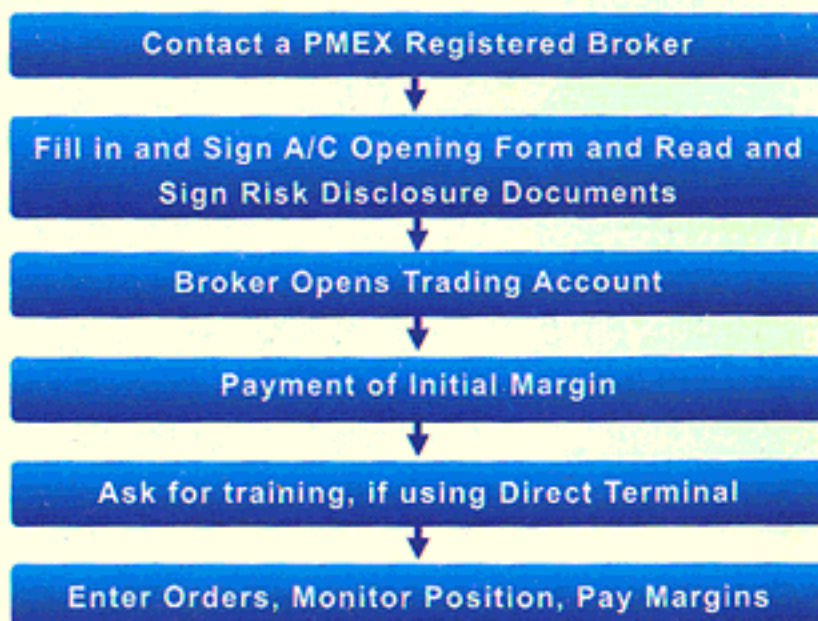 Contact a PMEX Registered Broker
Fill in and Sign A/C Opening Form and Read and
Sign Risk Disclosure Documents
Broker Opens Trading Account
Payment of Initial Margin
Ask for training, if using Direct Terminal
Enter Orders, Monitor Position, Pay Margins